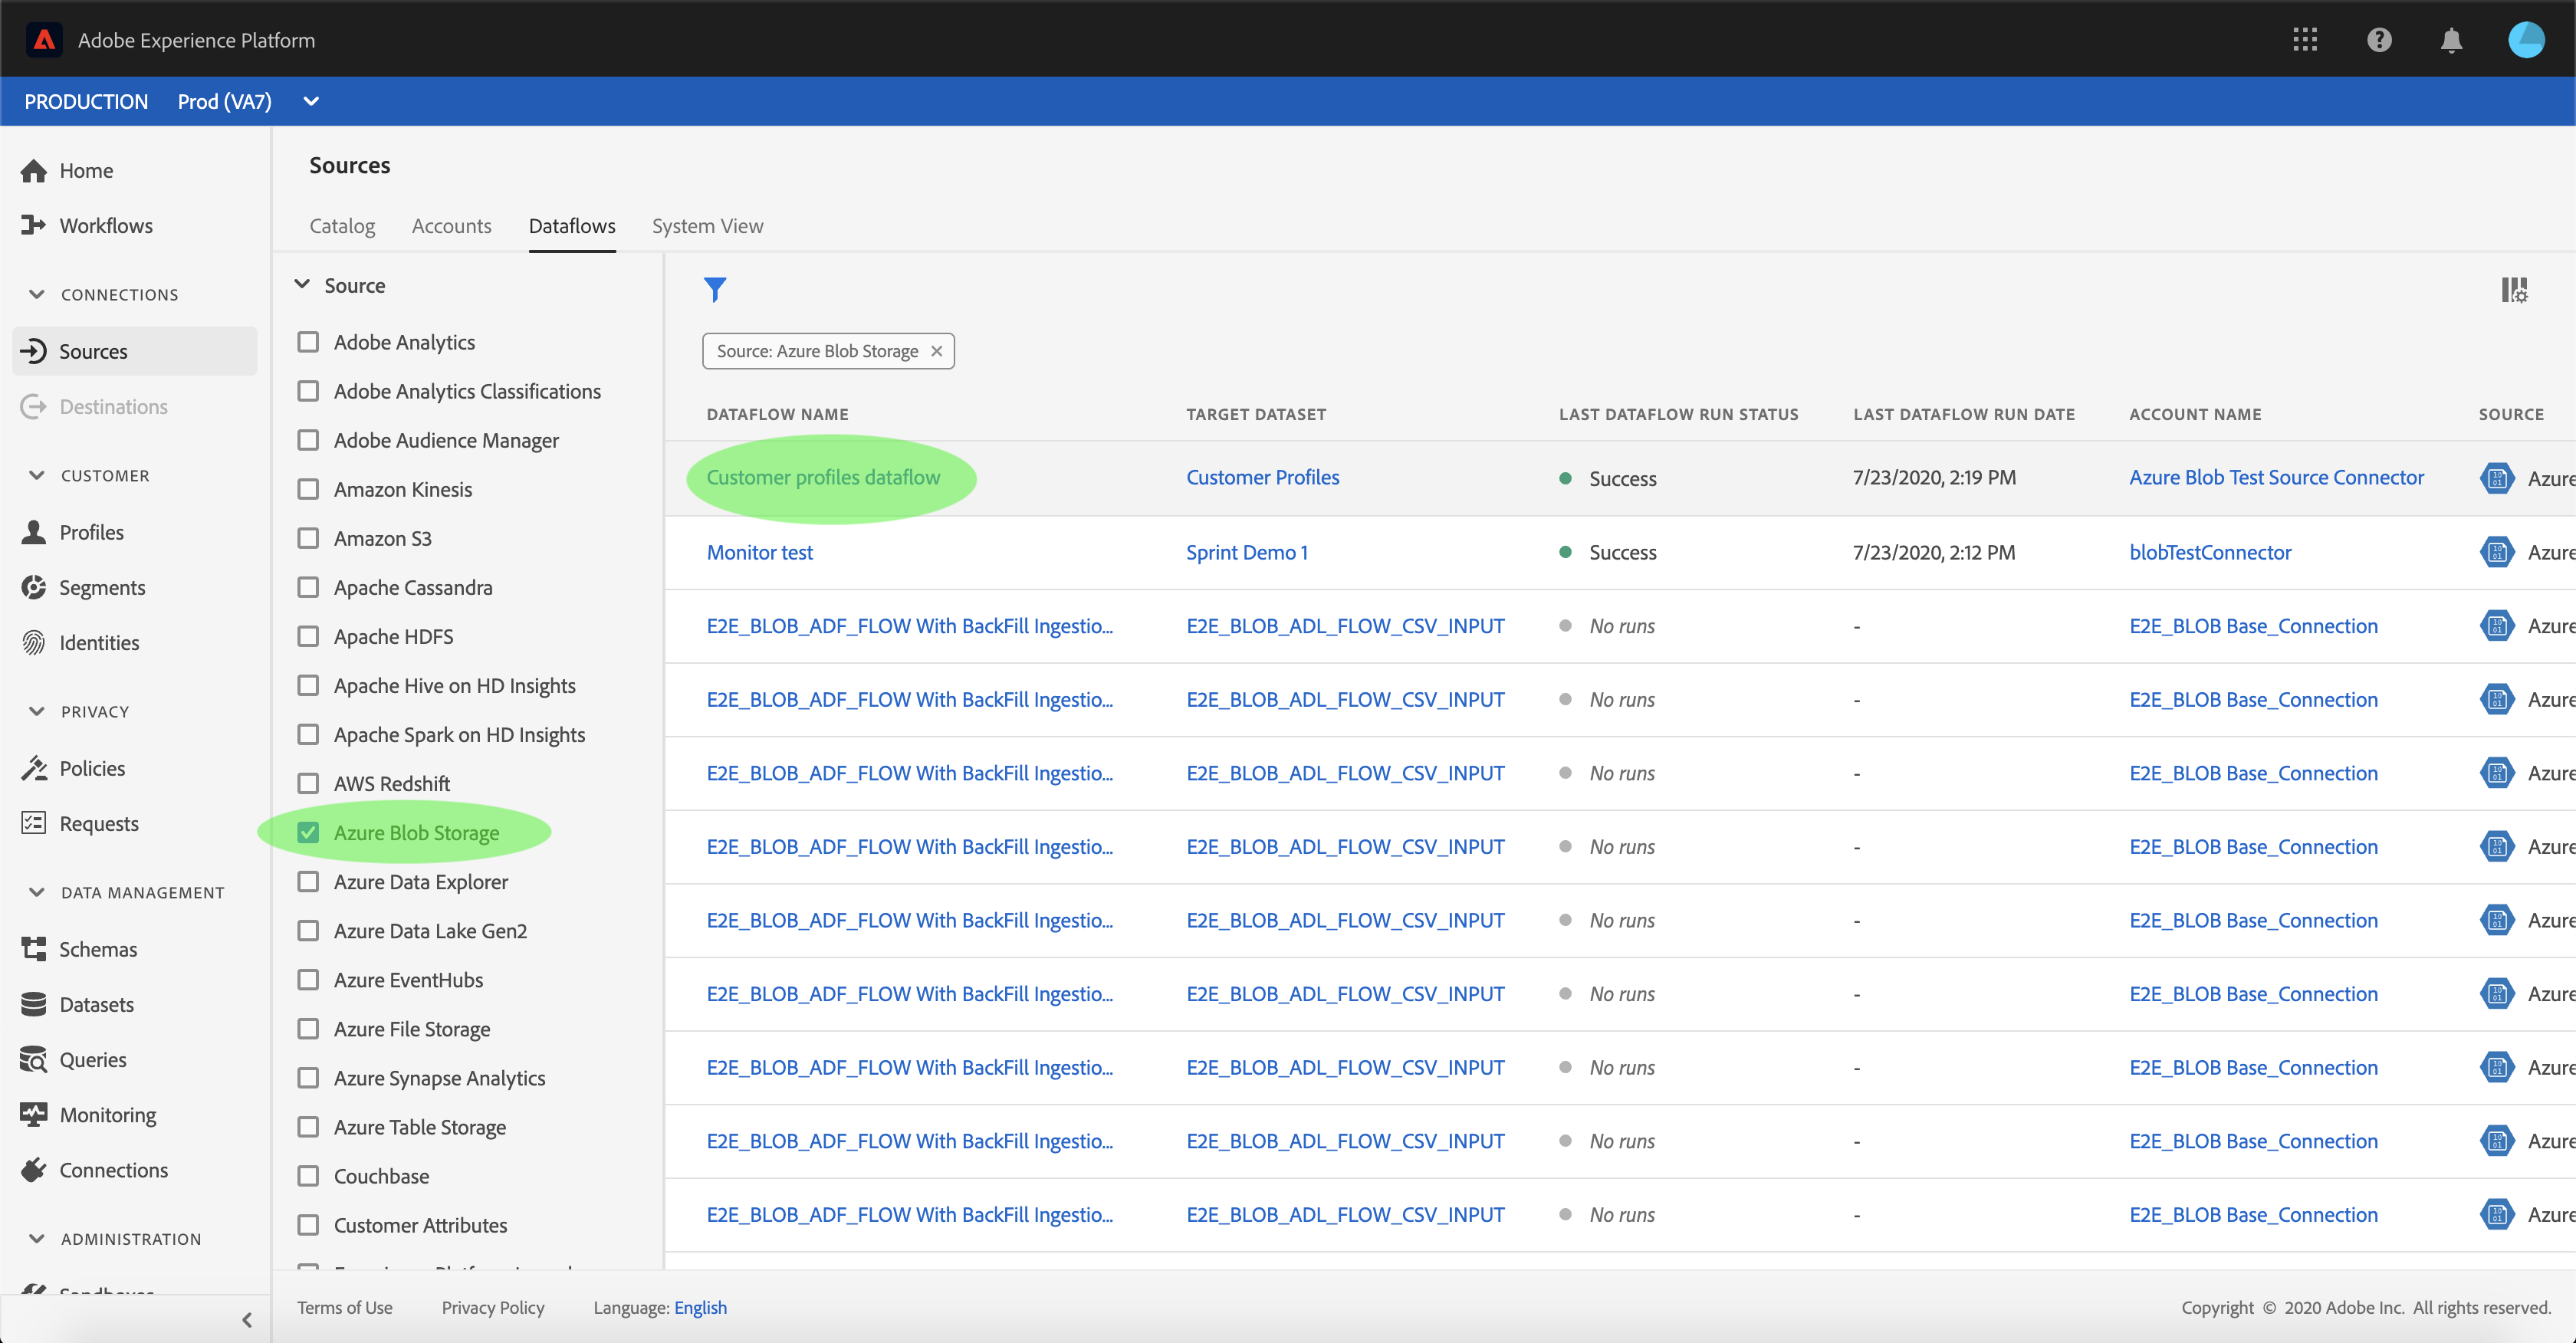 Adobe Experience Platform
PRODUCTION Prod (VA7)
Home
Workflows
CONNECTIONS
Sources
Destinations
CUSTOMER
Profiles
Segments
Identities
PRIVACY
Policies
Requests
DATA MANAGEMENT
Schemas
Datasets
Queries
Monitoring
Connections
ADMINISTRATION
Sandboxes
Sources
Catalog Accounts Dataflows System View
Source
Adobe Analytics
Adobe Analytics Classifications
Adobe Audience Manager
Amazon Kinesis
Amazon S3
Apache Cassandra
Apache HDFS
Apache Hive on HD Insights
Apache Spark on HD Insights
AWS Redshift
Azure Blob Storage
Azure Data Explorer
Azure Data Lake Gen2
Azure EventHubs
Azure File Storage
Azure Synapse Analytics
Azure Table Storage
Couchbase
Customer Attributes
Source: Azure Blob Storage
DATAFLOW NAME TARGET DATASET LAST DATAFLOW RUN STATUS LAST DATAFLOW RUN DATE ACCOUNT NAME SOURCE
Customer profiles dataflow Customer Profiles Success 7/23/2020, 2:19 PM Azure Blob Test Source Connector Azure
Monitor test Sprint Demo 1 Success 7/23/2020, 2:12 PM blobTestConnector Azure
E2E_BLOB_ADF_FLOW With BackFill Ingestio... E2E_BLOB_ADL_FLOW_CSV_INPUT No runs - E2E_BLOB Base_Connection Azure
E2E_BLOB_ADF_FLOW With BackFill Ingestio... E2E_BLOB_ADL_FLOW_CSV_INPUT No runs - E2E_BLOB Base_Connection Azure
E2E_BLOB_ADF_FLOW With BackFill Ingestio... E2E_BLOB_ADL_FLOW_CSV_INPUT No runs - E2E_BLOB Base_Connection Azure
E2E_BLOB_ADF_FLOW With BackFill Ingestio... E2E_BLOB_ADL_FLOW_CSV_INPUT No runs - E2E_BLOB Base_Connection Azure
E2E_BLOB_ADF_FLOW With BackFill Ingestio... E2E_BLOB_ADL_FLOW_CSV_INPUT No runs - E2E_BLOB Base_Connection Azure
E2E_BLOB_ADF_FLOW With BackFill Ingestio... E2E_BLOB_ADL_FLOW_CSV_INPUT No runs - E2E_BLOB Base_Connection Azure
E2E_BLOB_ADF_FLOW With BackFill Ingestio... E2E_BLOB_ADL_FLOW_CSV_INPUT No runs - E2E_BLOB Base_Connection Azure
E2E_BLOB_ADF_FLOW With BackFill Ingestio... E2E_BLOB_ADL_FLOW_CSV_INPUT No runs - E2E_BLOB Base_Connection Azure
E2E_BLOB_ADF_FLOW With BackFill Ingestio... E2E_BLOB_ADL_FLOW_CSV_INPUT No runs - E2E_BLOB Base_Connection Azure
Terms of Use Privacy Policy Language: English Copyright © 2020 Adobe Inc. All rights reserved.